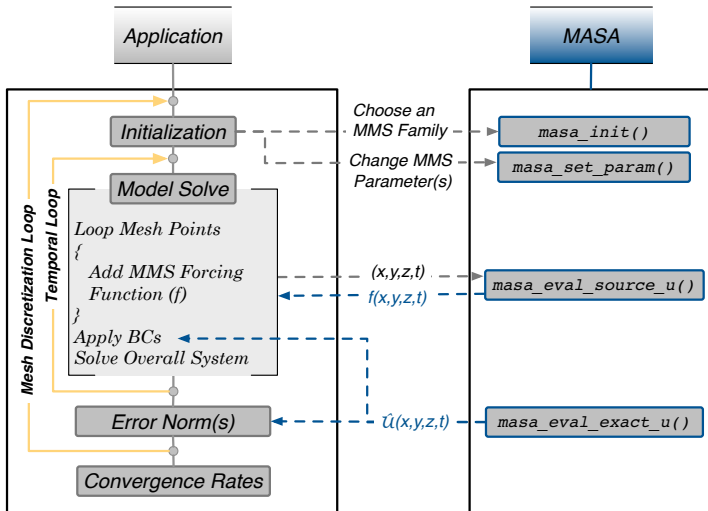 Application
MASA
Choose an
MMS Family
Initialization
masa_init()
Change MMS
Parameter(s)
masa_set_param()
Model Solve
Mesh Discretization Loop
Temporal Loop
Loop Mesh Points
{
Add MMS Forcing
Function (f)
}
Apply BCs
Solve Overall System
(x,y,z,t)
f(x,y,z,t)
masa_eval_source_u()
Error Norm(s)
û(x,y,z,t)
masa_eval_exact_u()
Convergence Rates